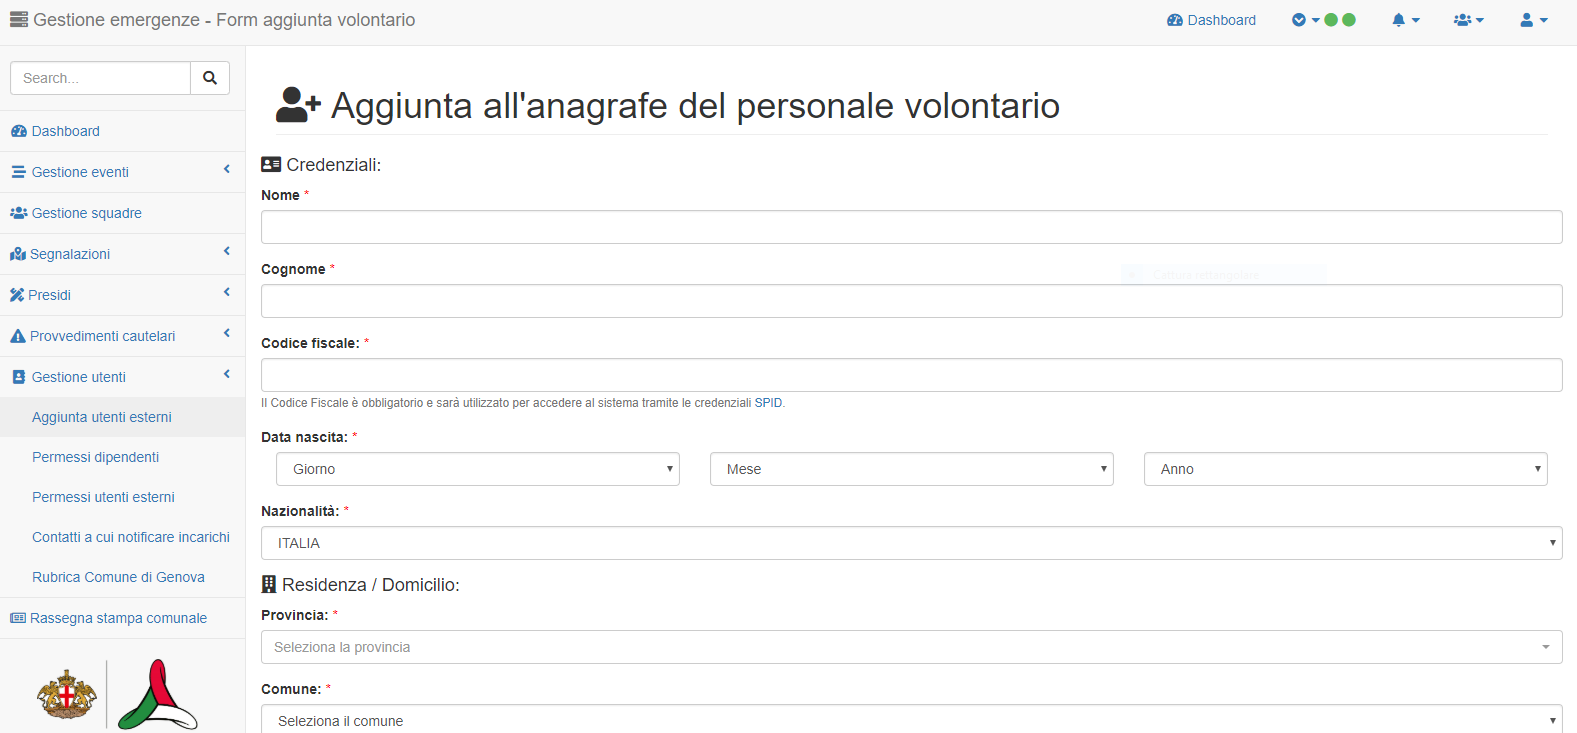 Gestione emergenze - Form aggiunta volontario
Dashboard
Search...
Dashboard
Gestione eventi
Gestione squadre
Segnalazioni
Presidi
Provvedimenti cautelari
Gestione utenti
Aggiunta utenti esterni
Permessi dipendenti
Permessi utenti esterni
Contatti a cui notificare incarichi
Rubrica Comune di Genova
Rassegna stampa comunale
Aggiunta all'anagrafe del personale volontario
Credenziali:
Nome *
Cognome *
Codice fiscale: *
Il Codice Fiscale è obbligatorio e sará utilizzato per accedere al sistema tramite le credenziali SPID.
Data nascita: *
Giorno Mese Anno
Nazionalità: *
ITALIA
Residenza / Domicilio:
Provincia: *
Seleziona la provincia
Comune: *
Seleziona il comune